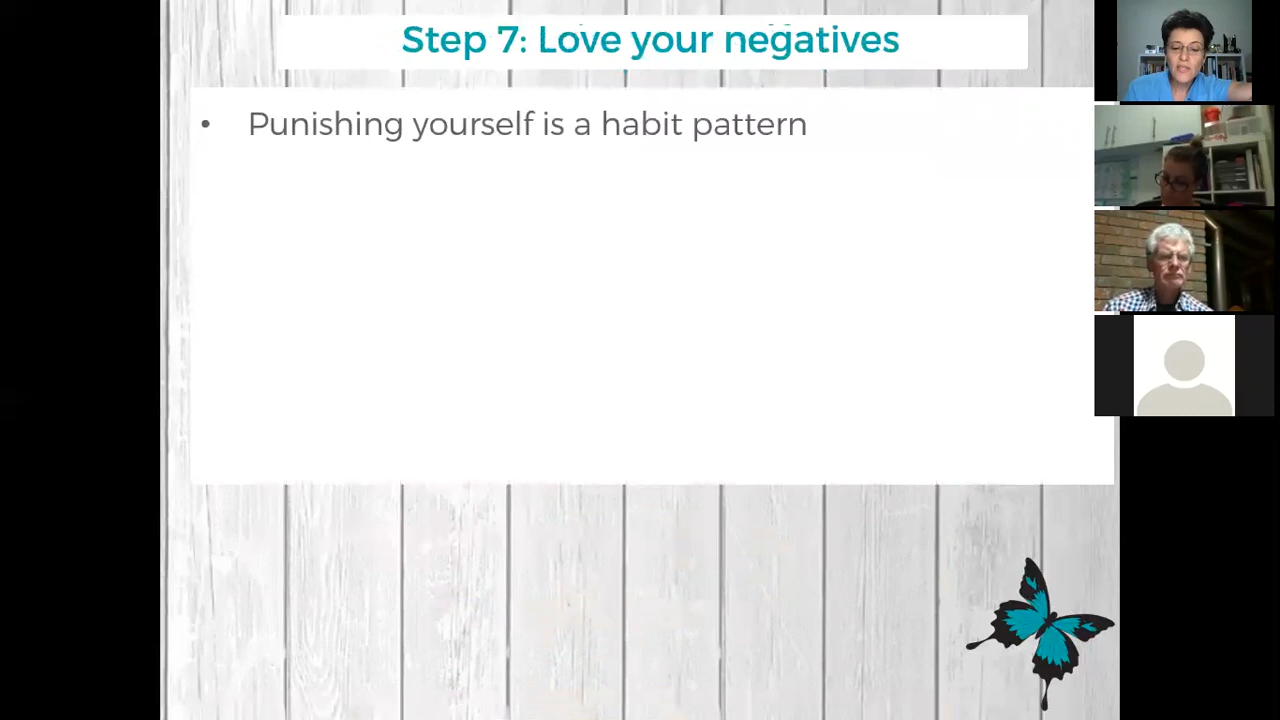 Step 7: Love your negatives
• Punishing yourself is a habit pattern